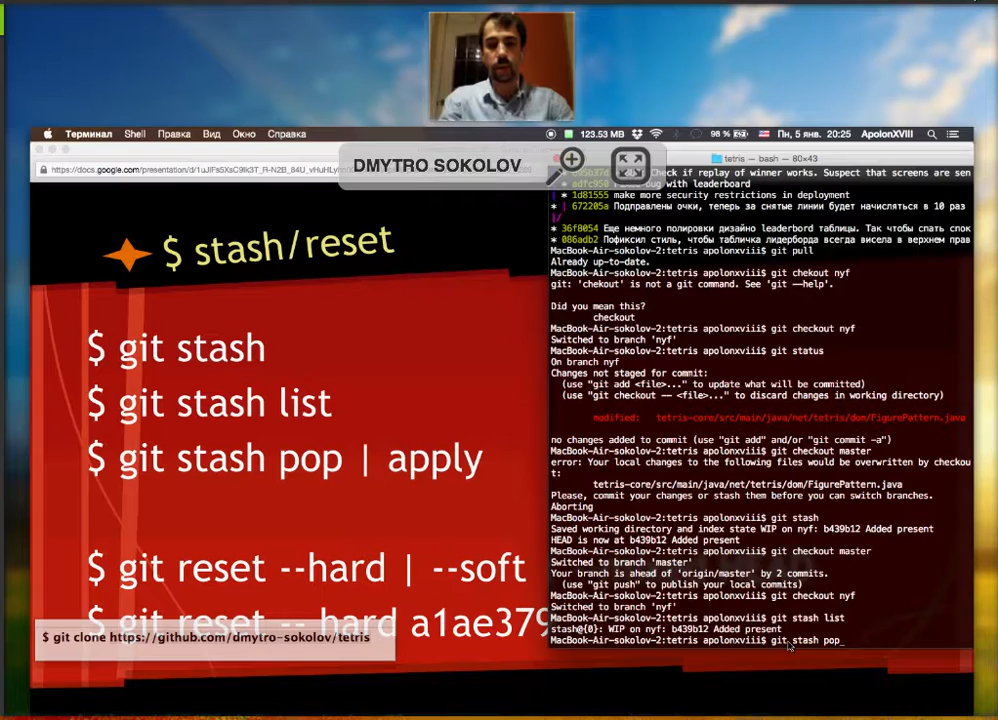 Терминал Shell Правка Вид Окно Справка
123.53 MB 98 % Пн, 5 янв. 20:25 ApolonXVIII
DMYTRO SOKOLOV
tetris — bash — 80×43
$ stash/reset
$ git stash
$ git stash list
$ git stash pop | apply
$ git reset --hard | --soft
$ git reset -- hard a1ae379
$ git clone https://github.com/dmytro-sokolov/tetris
Check if replay of winner works. Suspect that screens are sen
bug with leaderboard
* 1d81555 make more security restrictions in deployment
* | 672205a Подправлены очки, теперь за снятые линии будет начисляться в 10 раз
|/
* 36f8054 Еще немного полировки дизайно leaderbord таблицы. Так чтобы спать спок
* 086adb2 Пофиксил стиль, чтобы табличка лидерборда всегда висела в верхнем прав
MacBook-Air-sokolov-2:tetris apolonxviii$ git pull
Already up-to-date.
MacBook-Air-sokolov-2:tetris apolonxviii$ git chekout nyf
git: 'chekout' is not a git command. See 'git --help'.
Did you mean this?
checkout
MacBook-Air-sokolov-2:tetris apolonxviii$ git checkout nyf
Switched to branch 'nyf'
MacBook-Air-sokolov-2:tetris apolonxviii$ git status
On branch nyf
Changes not staged for commit:
(use "git add <file>..." to update what will be committed)
(use "git checkout -- <file>..." to discard changes in working directory)
modified: tetris-core/src/main/java/net/tetris/dom/FigurePattern.java
no changes added to commit (use "git add" and/or "git commit -a")
MacBook-Air-sokolov-2:tetris apolonxviii$ git checkout master
error: Your local changes to the following files would be overwritten by checkou
t:
tetris-core/src/main/java/net/tetris/dom/FigurePattern.java
Please, commit your changes or stash them before you can switch branches.
Aborting
MacBook-Air-sokolov-2:tetris apolonxviii$ git stash
Saved working directory and index state WIP on nyf: b439b12 Added present
HEAD is now at b439b12 Added present
MacBook-Air-sokolov-2:tetris apolonxviii$ git checkout master
Switched to branch 'master'
Your branch is ahead of 'origin/master' by 2 commits.
(use "git push" to publish your local commits)
MacBook-Air-sokolov-2:tetris apolonxviii$ git checkout nyf
Switched to branch 'nyf'
MacBook-Air-sokolov-2:tetris apolonxviii$ git stash list
stash@{0}: WIP on nyf: b439b12 Added present
MacBook-Air-sokolov-2:tetris apolonxviii$ git stash pop